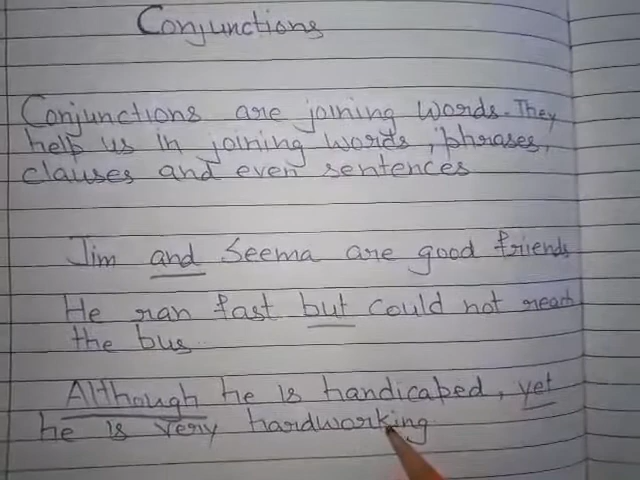 Conjunctions
Conjunctions are joining words. They
help us in joining words, phrases,
clauses and even sentences
Jim and Seema are good friends
He ran fast but could not reach
the bus
Although he is handicaped, yet
he is very hardworking